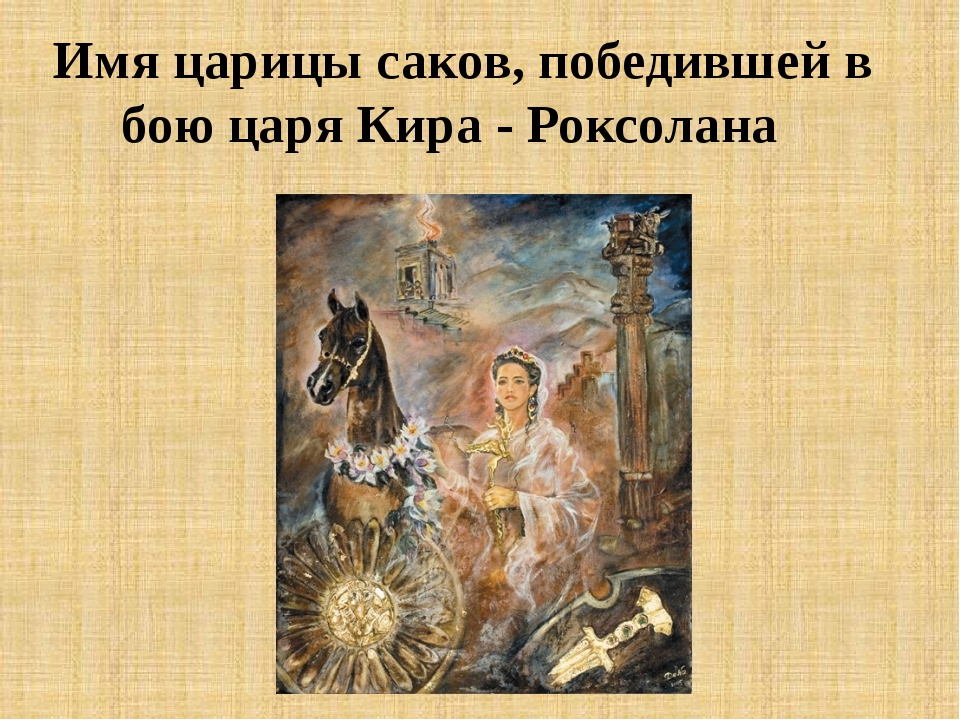 Имя царицы саков, победившей в
бою царя Кира - Роксолана